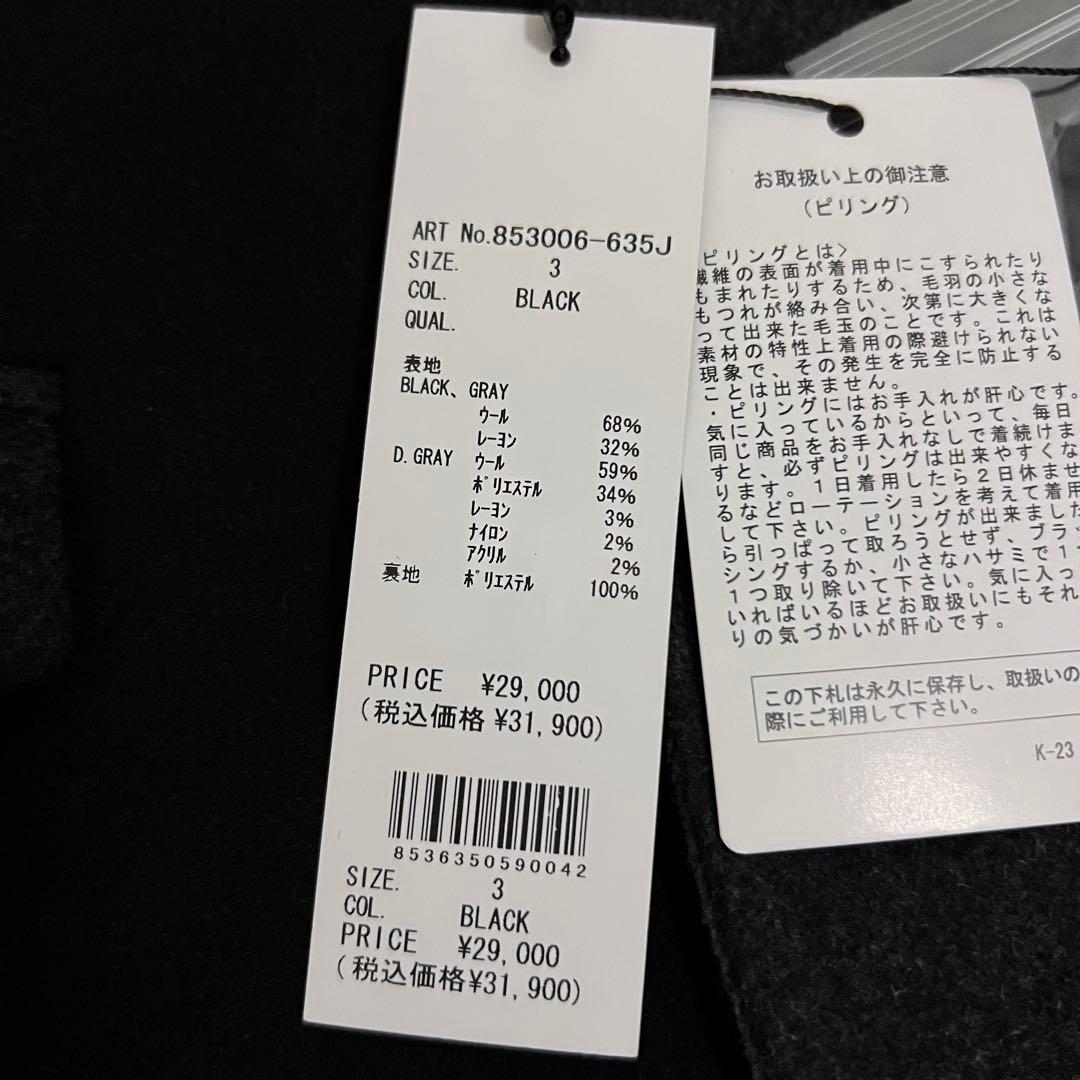 ART No.853006-635J
SIZE. 3
COL. BLACK
QUAL.
表地
BLACK、GRAY
ウール 68%
レーヨン 32%
D.GRAY ウール 59%
ポリエステル 34%
レーヨン 3%
ナイロン 2%
アクリル 2%
裏地 ポリエステル 100%
PRICE ¥29,000
(税込価格 ¥31,900)
8536350590042
SIZE. 3
COL. BLACK
PRICE ¥29,000
(税込価格¥31,900)
お取扱い上の御注意
(ピリング)
ピリングとは>
繊維の表面が着用中にこすられたり
もまれたりするため、毛羽の小さな
もつれが絡み合い、次第に大きくな
って出来た毛玉のことです。これは
素材の特性上着用の際避けられない
現象で、その発生を完全に防止する
ことは出来ません。
・ピリングにはお手入れが肝心です。
気に入っているからといって、毎日
同じ商品をお手入れなしで着続けま
すと、必ずピリングは出来やすくな
ります。1日着用したら2日休ませ
るなどローテーションを考えて着用
して下さい。ピリングが出来ました
ら引っぱって取ろうとせず、ブラッ
シングするか、小さなハサミで1つ
1つ取り除いて下さい。気に入って
いればいるほどお取扱いにもそれ
りの気づかいが肝心です。
この下札は永久に保存し、取扱いの
際にご利用して下さい。
K-23